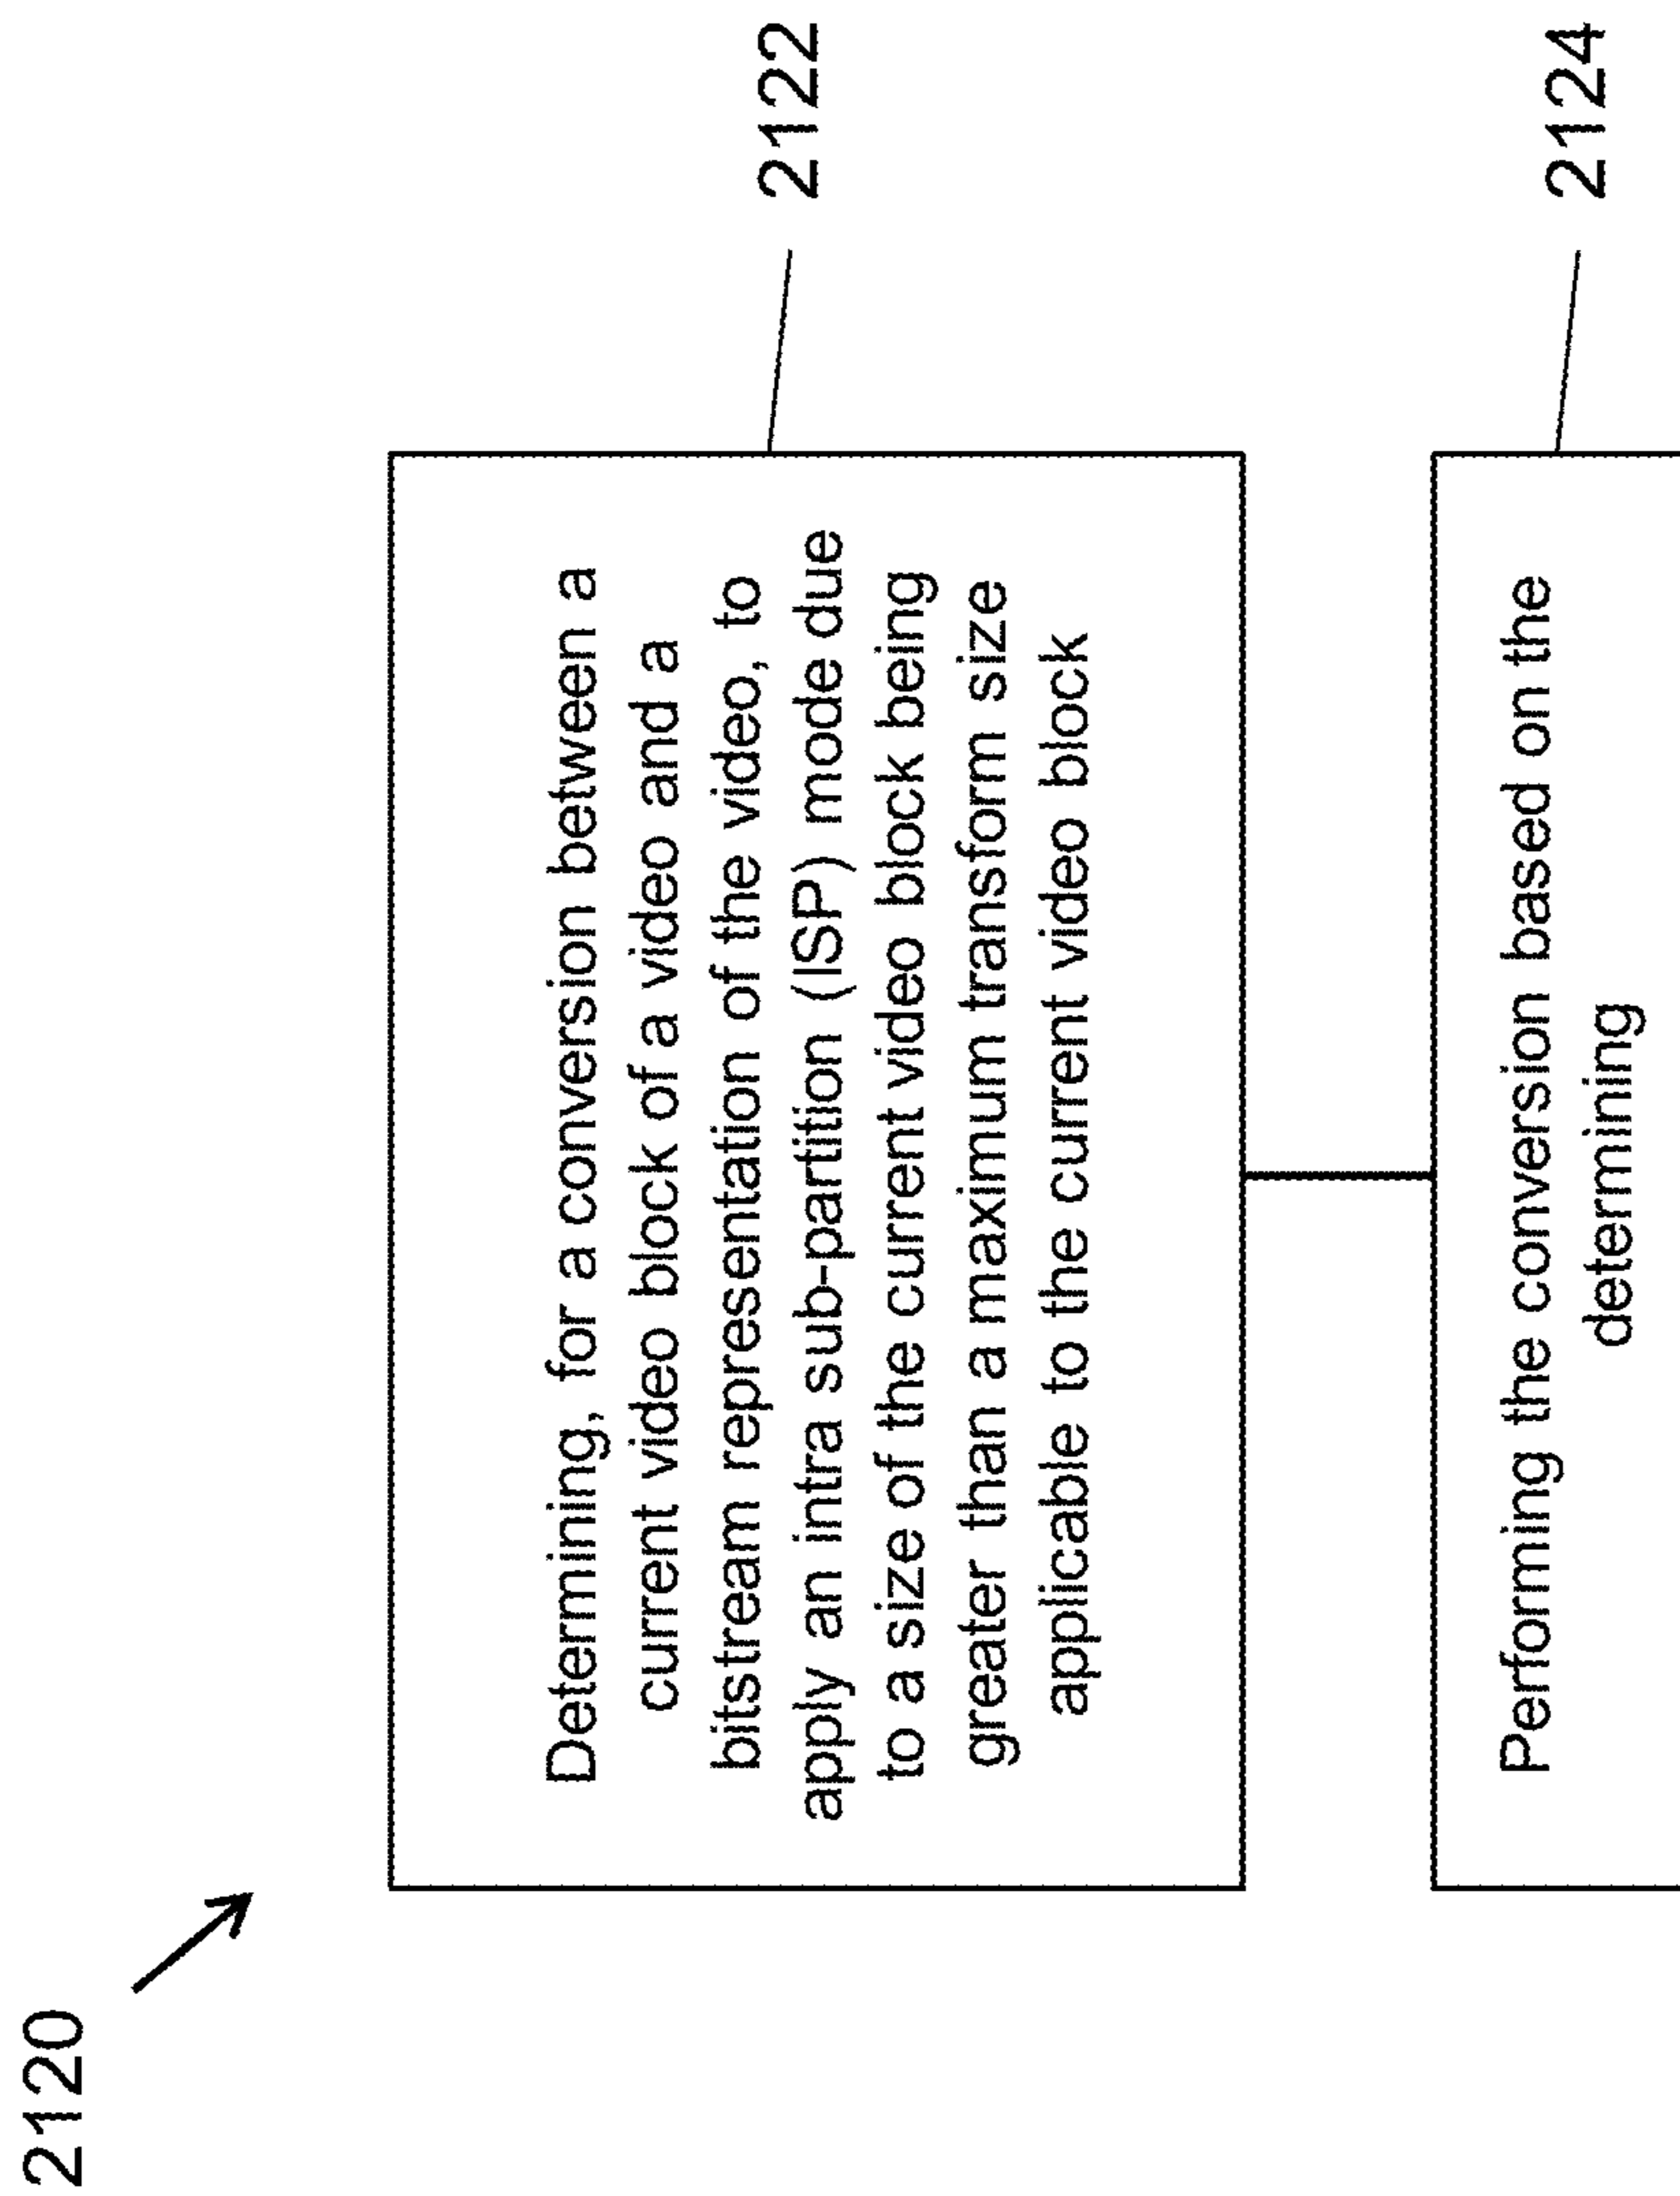 2120
Determining, for a conversion between a
current video block of a video and a
bitstream representation of the video, to
apply an intra sub-partition (ISP) mode due
to a size of the current video block being
greater than a maximum transform size
applicable to the current video block
2122
Performing the conversion based on the
determining
2124